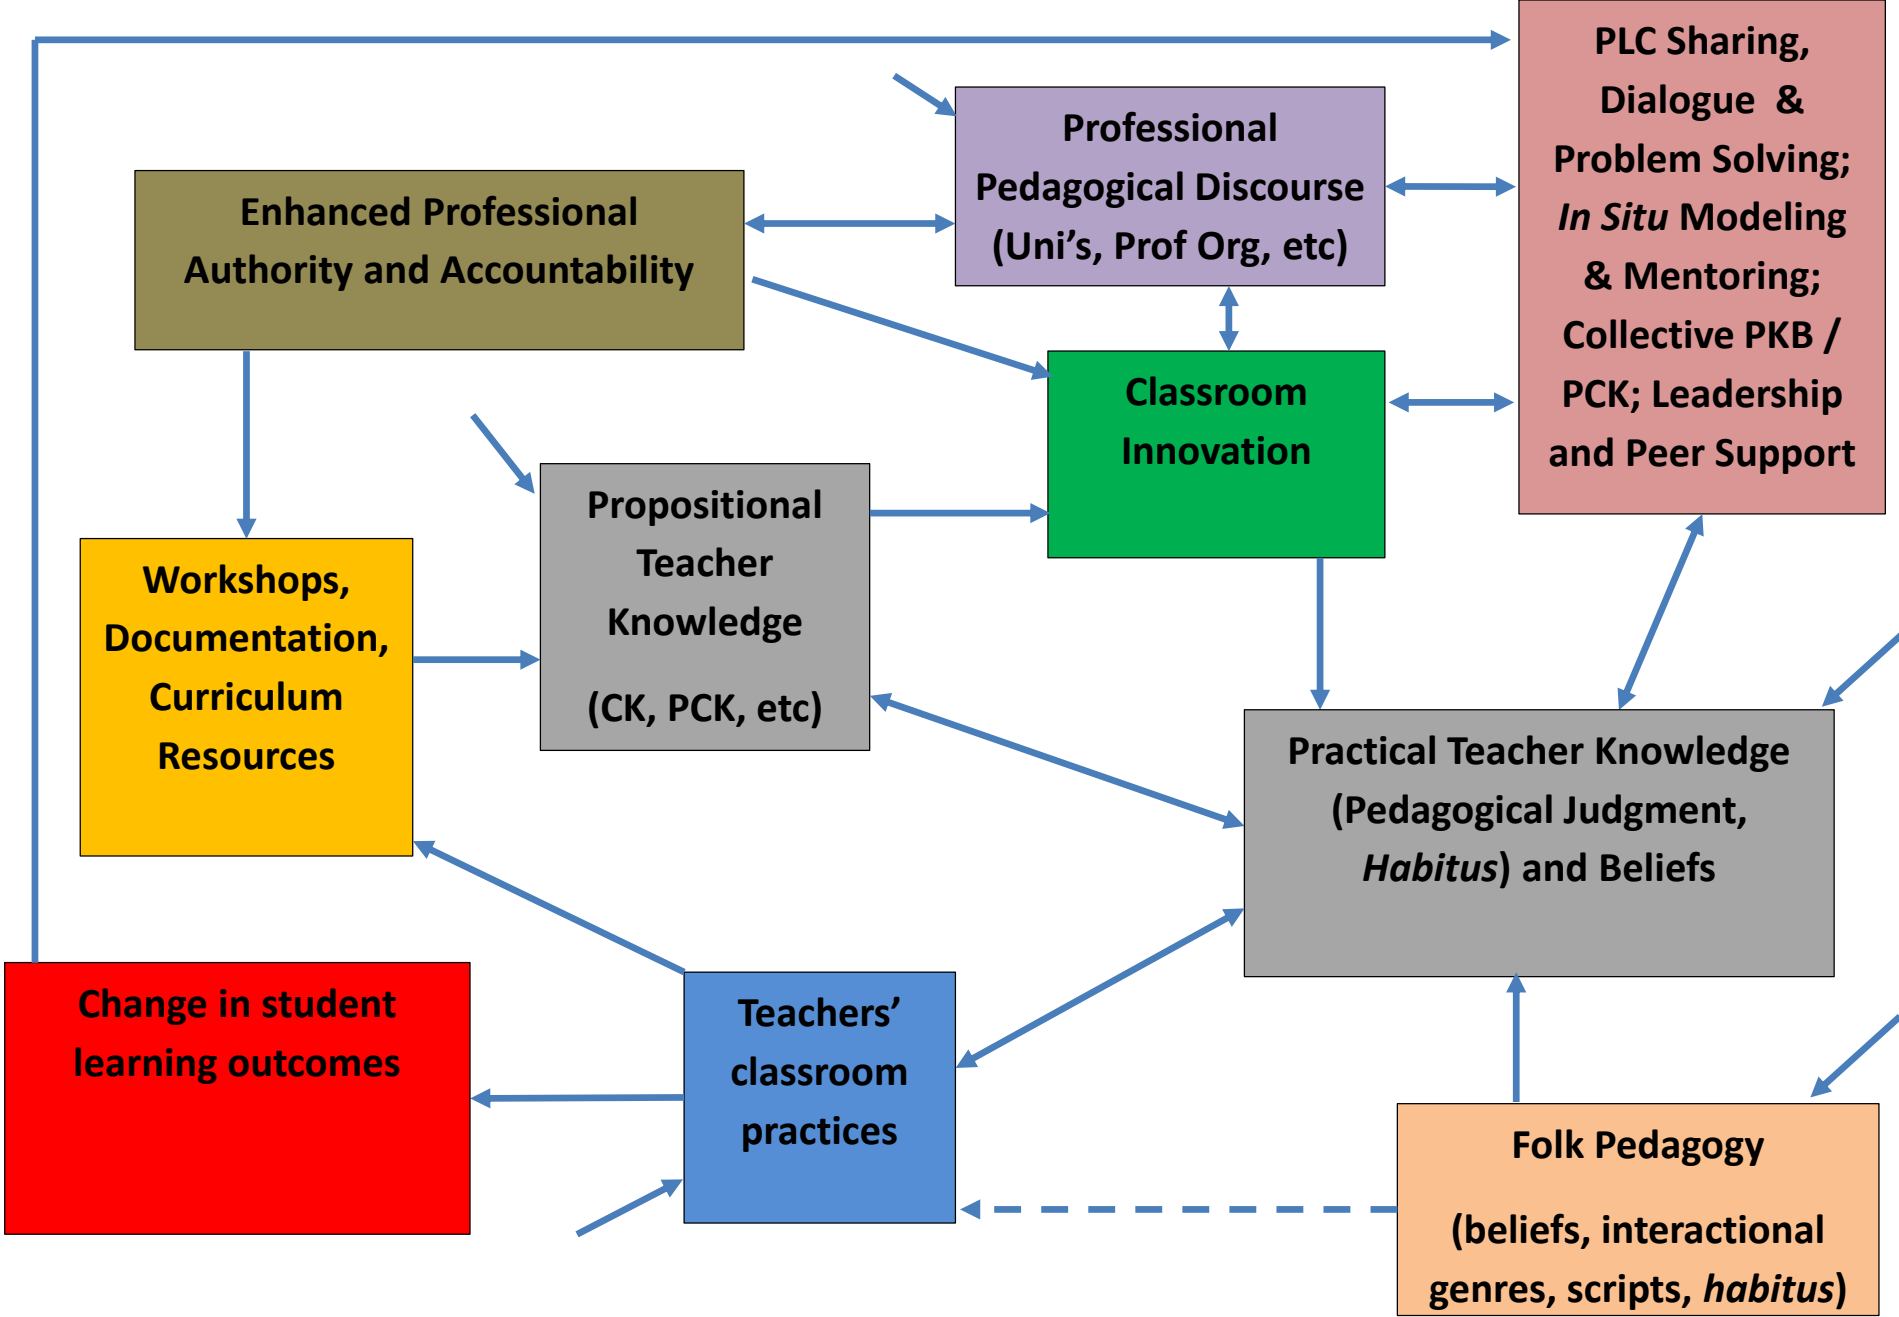 PLC Sharing,
Dialogue &
Problem Solving;
In Situ Modeling
& Mentoring;
Collective PKB /
PCK; Leadership
and Peer Support
Professional
Pedagogical Discourse
(Uni's, Prof Org, etc)
Enhanced Professional
Authority and Accountability
Classroom
Innovation
Propositional
Teacher
Knowledge
(CK, PCK, etc)
Workshops,
Documentation,
Curriculum
Resources
Practical Teacher Knowledge
(Pedagogical Judgment,
Habitus) and Beliefs
Change in student
learning outcomes
Teachers’
classroom
practices
Folk Pedagogy
(beliefs, interactional
genres, scripts, habitus)